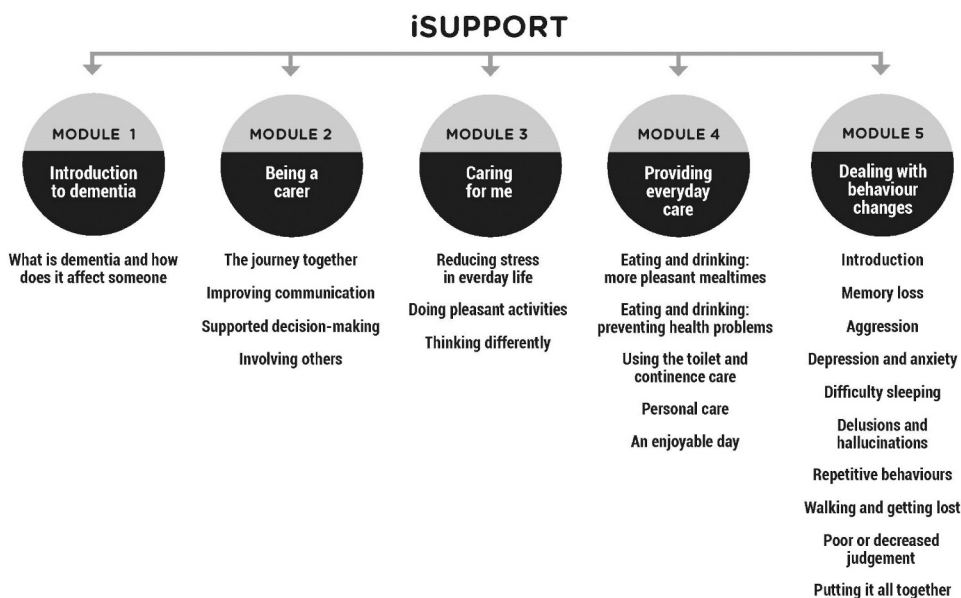 iSUPPORT
MODULE 1
Introduction
to dementia
What is dementia and how
does it affect someone
MODULE 2
Being a
carer
The journey together
Improving communication
Supported decision-making
Involving others
MODULE 3
Caring
for me
Reducing stress
in everday life
Doing pleasant activities
Thinking differently
MODULE 4
Providing
everyday
care
Eating and drinking:
more pleasant mealtimes
Eating and drinking:
preventing health problems
Using the toilet and
continence care
Personal care
An enjoyable day
MODULE 5
Dealing with
behaviour
changes
Introduction
Memory loss
Aggression
Depression and anxiety
Difficulty sleeping
Delusions and
hallucinations
Repetitive behaviours
Walking and getting lost
Poor or decreased
judgement
Putting it all together